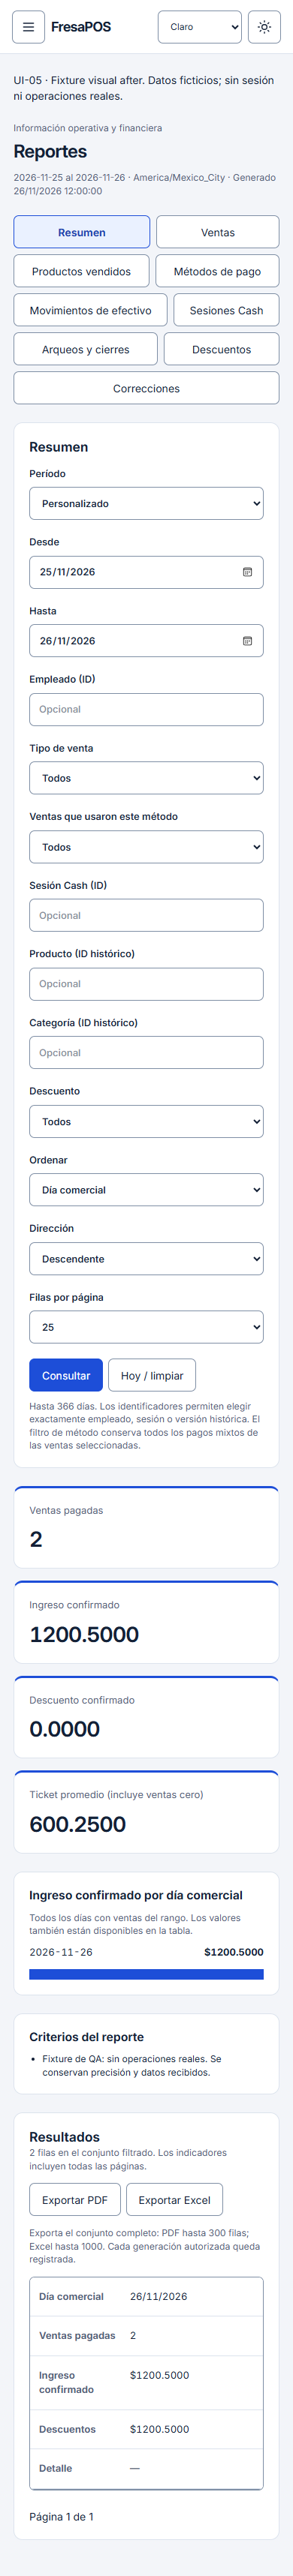 FresaPOS
Claro
UI-05 · Fixture visual after. Datos ficticios; sin sesión
ni operaciones reales.
Información operativa y financiera
Reportes
2026-11-25 al 2026-11-26 · America/Mexico_City · Generado
26/11/2026 12:00:00
Resumen
Ventas
Productos vendidos
Métodos de pago
Movimientos de efectivo
Sesiones Cash
Arqueos y cierres
Descuentos
Correcciones
Resumen
Período
Personalizado
Desde
25/11/2026
Hasta
26/11/2026
Empleado (ID)
Opcional
Tipo de venta
Todos
Ventas que usaron este método
Todos
Sesión Cash (ID)
Opcional
Producto (ID histórico)
Opcional
Categoría (ID histórico)
Opcional
Descuento
Todos
Ordenar
Día comercial
Dirección
Descendente
Filas por página
25
Consultar
Hoy / limpiar
Hasta 366 días. Los identificadores permiten elegir
exactamente empleado, sesión o versión histórica. El
filtro de método conserva todos los pagos mixtos de
las ventas seleccionadas.
Ventas pagadas
2
Ingreso confirmado
1200.5000
Descuento confirmado
0.0000
Ticket promedio (incluye ventas cero)
600.2500
Ingreso confirmado por día comercial
Todos los días con ventas del rango. Los valores
también están disponibles en la tabla.
2026-11-26 $1200.5000
Criterios del reporte
• Fixture de QA: sin operaciones reales. Se
conservan precisión y datos recibidos.
Resultados
2 filas en el conjunto filtrado. Los indicadores
incluyen todas las páginas.
Exportar PDF
Exportar Excel
Exporta el conjunto completo: PDF hasta 300 filas;
Excel hasta 1000. Cada generación autorizada queda
registrada.
Día comercial 26/11/2026
Ventas pagadas 2
Ingreso $1200.5000
confirmado
Descuentos $1200.5000
Detalle —
Página 1 de 1